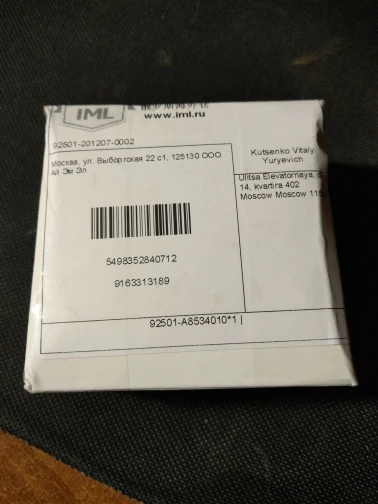 IML
www.iml.ru
92501-201207-0002
Москва, ул. Выборгская 22 с1, 125130 ООО
Ай Эм Эл
Kutsenko Vitaly
Yuryevich
Ulitsa Elevatornaya,
14, kvartira 402
Moscow Moscow
5498352840712
9163313189
92501-A8534010*1